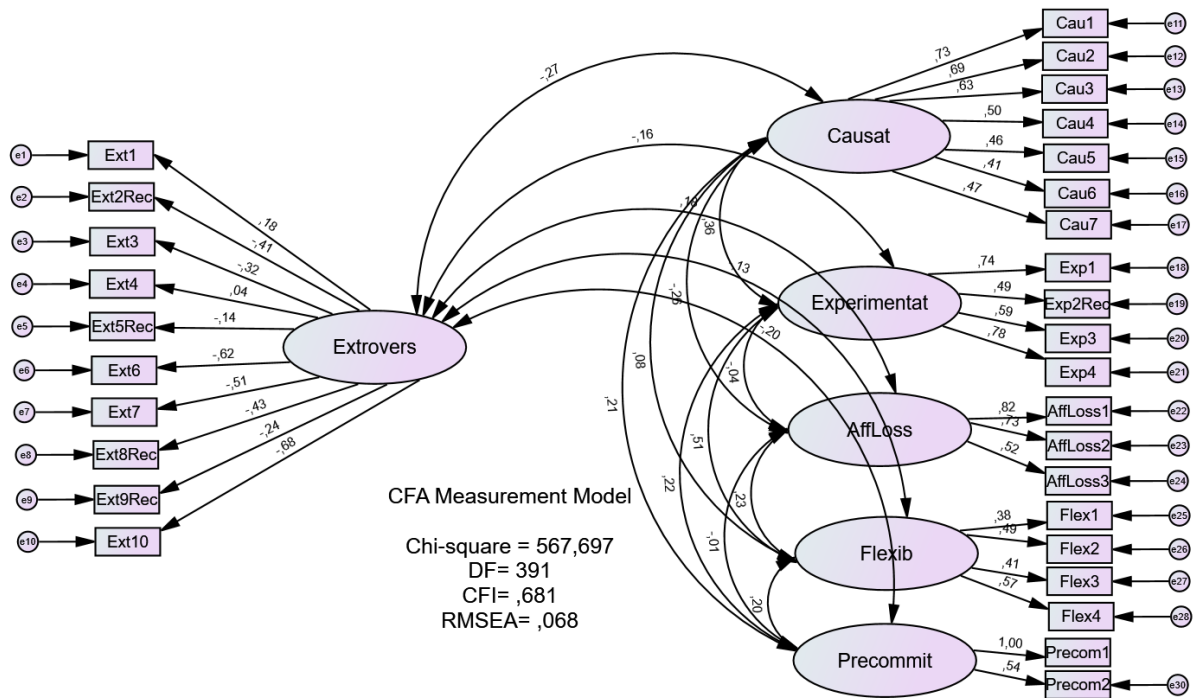 e1
Ext1
e2
Ext2Rec
e3
Ext3
e4
Ext4
e5
Ext5Rec
e6
Ext6
e7
Ext7
e8
Ext8Rec
e9
Ext9Rec
e10
Ext10
,18
-,41
-,32
,04
-,14
-,62
-,51
-,43
-,24
-,68
Extrovers
-,27
-,16
,18
-,13
-,20
,36
-,25
,08
,21
-,04
,51
,22
,23
-,01
,20
CFA Measurement Model
Chi-square = 567,697
DF= 391
CFI= ,681
RMSEA= ,068
Causat
,73
,69
,63
,50
,46
,41
,47
Cau1
e11
Cau2
e12
Cau3
e13
Cau4
e14
Cau5
e15
Cau6
e16
Cau7
e17
Experimentat
,74
,49
,59
,78
Exp1
e18
Exp2Rec
e19
Exp3
e20
Exp4
e21
AffLoss
,82
,73
,52
AffLoss1
e22
AffLoss2
e23
AffLoss3
e24
Flexib
,38
,49
,41
,57
Flex1
e25
Flex2
e26
Flex3
e27
Flex4
e28
Precommit
1,00
,54
Precom1
Precom2
e30